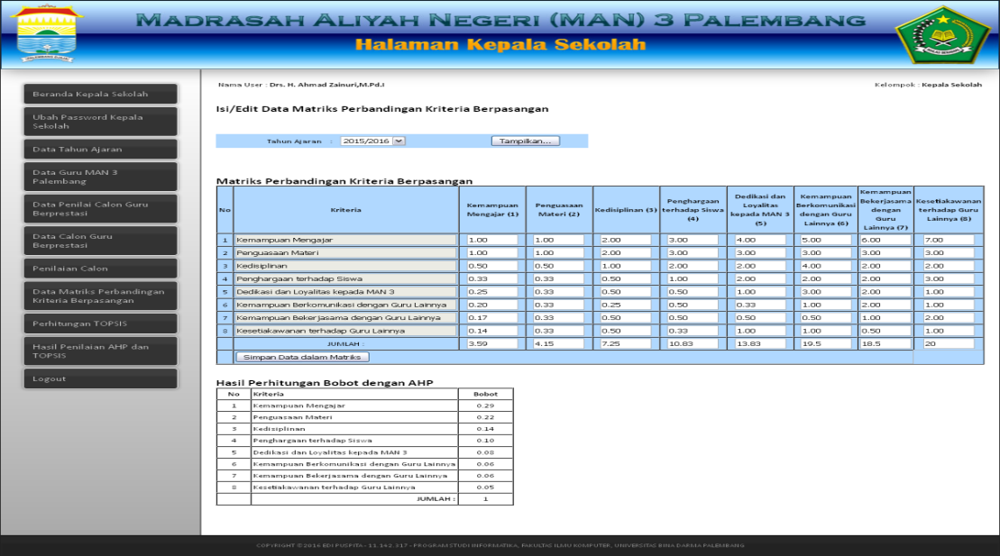 MADRASAH ALIYAH NEGERI (MAN) 3 PALEMBANG
Halaman Kepala Sekolah
Nama User : Drs. H. Ahmad Zainuri,M.Pd.I
Kelompok : Kepala Sekolah
Beranda Kepala Sekolah
Ubah Password Kepala
Sekolah
Data Tahun Ajaran
Data Guru MAN 3
Palembang
Data Penilai Calon Guru
Berprestasi
Data Calon Guru
Berprestasi
Penilaian Calon
Data Matriks Perbandingan
Kriteria Berpasangan
Perhitungan TOPSIS
Hasil Penilaian AHP dan
TOPSIS
Logout
Isi/Edit Data Matriks Perbandingan Kriteria Berpasangan
Tahun Ajaran : 2015/2016 Tampilkan...
Matriks Perbandingan Kriteria Berpasangan
No Kriteria Kemampuan Mengajar (1) Penguasaan Materi (2) Kedisiplinan (3) Penghargaan terhadap Siswa (4) Dedikasi dan Loyalitas kepada MAN 3 (5) Kemampuan Berkomunikasi dengan Guru Lainnya (6) Kemampuan Bekerjasama dengan Guru Lainnya (7) Kesetiakawanan terhadap Guru Lainnya (8)
1 Kemampuan Mengajar 1.00 1.00 2.00 3.00 4.00 5.00 6.00 7.00
2 Penguasaan Materi 1.00 1.00 2.00 3.00 3.00 3.00 3.00 3.00
3 Kedisiplinan 0.50 0.50 1.00 2.00 2.00 4.00 2.00 2.00
4 Penghargaan terhadap Siswa 0.33 0.33 0.50 1.00 2.00 2.00 2.00 3.00
5 Dedikasi dan Loyalitas kepada MAN 3 0.25 0.33 0.50 0.50 1.00 3.00 2.00 1.00
6 Kemampuan Berkomunikasi dengan Guru Lainnya 0.20 0.33 0.25 0.50 0.33 1.00 2.00 1.00
7 Kemampuan Bekerjasama dengan Guru Lainnya 0.17 0.33 0.50 0.50 0.50 0.50 1.00 2.00
8 Kesetiakawanan terhadap Guru Lainnya 0.14 0.33 0.50 0.33 1.00 1.00 0.50 1.00
JUMLAH : 3.59 4.15 7.25 10.83 13.83 19.5 18.5 20
Simpan Data dalam Matriks
Hasil Perhitungan Bobot dengan AHP
No Kriteria Bobot
1 Kemampuan Mengajar 0.29
2 Penguasaan Materi 0.22
3 Kedisiplinan 0.14
4 Penghargaan terhadap Siswa 0.10
5 Dedikasi dan Loyalitas kepada MAN 3 0.08
6 Kemampuan Berkomunikasi dengan Guru Lainnya 0.06
7 Kemampuan Bekerjasama dengan Guru Lainnya 0.06
8 Kesetiakawanan terhadap Guru Lainnya 0.05
JUMLAH : 1
COPYRIGHT ©2016 EDI PUSPITA - 11.142.317 - PROGRAM STUDI INFORMATIKA, FAKULTAS ILMU KOMPUTER, UNIVERSITAS BINA DARMA PALEMBANG